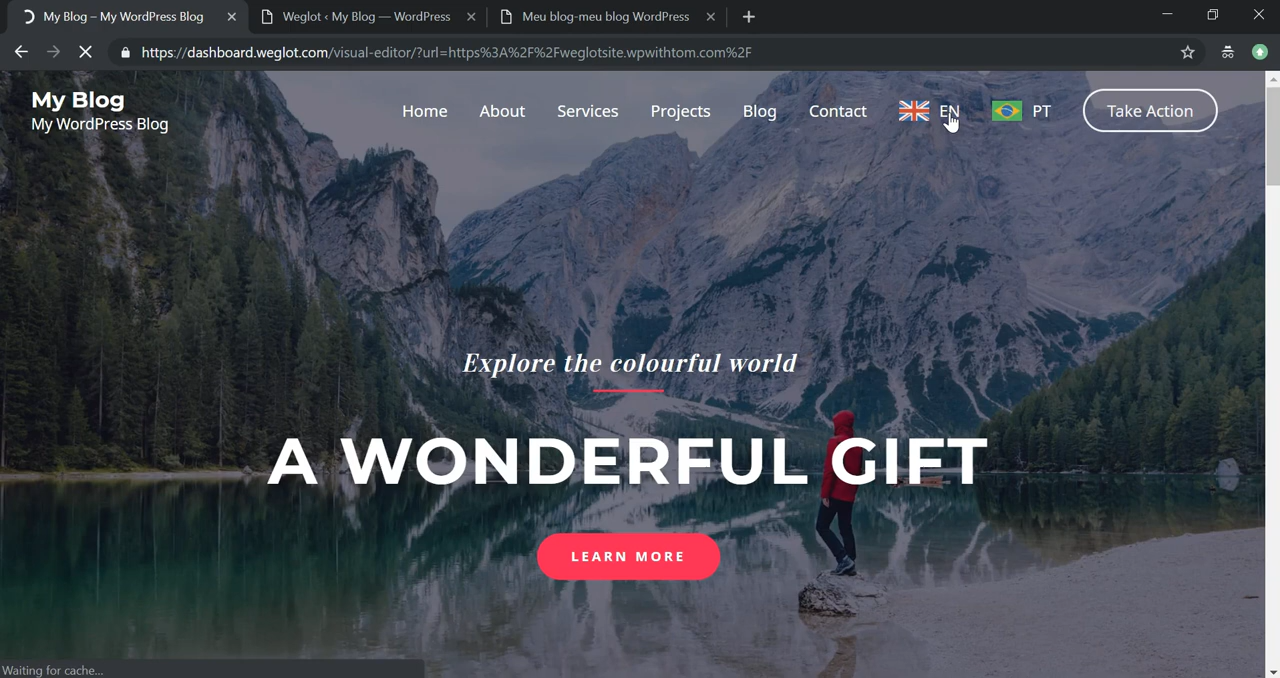 My Blog – My WordPress Blog
Weglot ‹ My Blog — WordPress
Meu blog-meu blog WordPress
https://dashboard.weglot.com/visual-editor/?url=https%3A%2F%2Fweglotsite.wpwithtom.com%2F
My Blog
My WordPress Blog
Home About Services Projects Blog Contact EN PT Take Action
Explore the colourful world
A WONDERFUL GIFT
LEARN MORE
Waiting for cache...